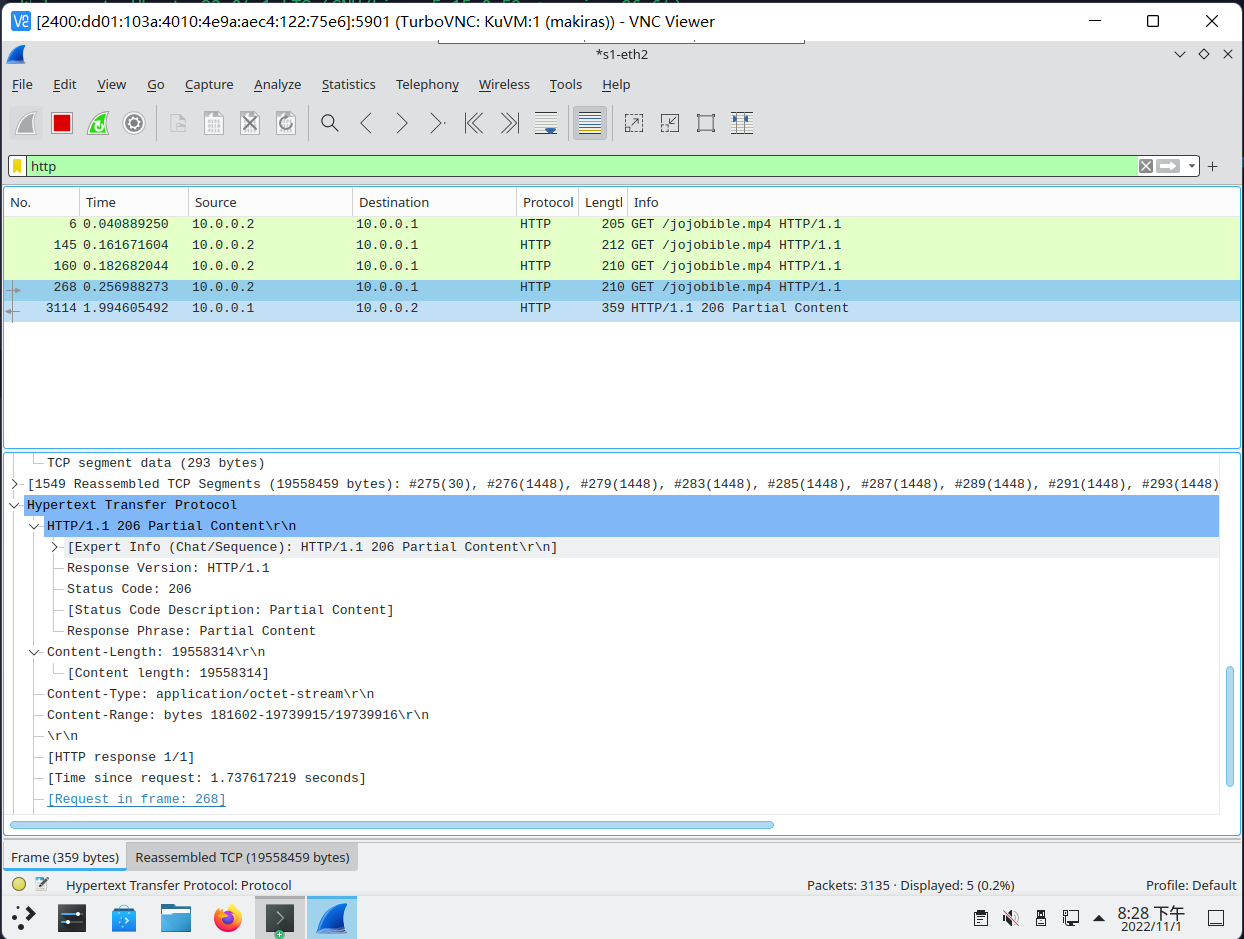 [2400:dd01:103a:4010:4e9a:aec4:122:75e6]:5901 (TurboVNC: KuVM:1 (makiras)) - VNC Viewer
*s1-eth2
File Edit View Go Capture Analyze Statistics Telephony Wireless Tools Help
http
No. Time Source Destination Protocol Lengtl Info
6 0.040889250 10.0.0.2 10.0.0.1 HTTP 205 GET /jojobible.mp4 HTTP/1.1
145 0.161671604 10.0.0.2 10.0.0.1 HTTP 212 GET /jojobible.mp4 HTTP/1.1
160 0.182682044 10.0.0.2 10.0.0.1 HTTP 210 GET /jojobible.mp4 HTTP/1.1
268 0.256988273 10.0.0.2 10.0.0.1 HTTP 210 GET /jojobible.mp4 HTTP/1.1
3114 1.994605492 10.0.0.1 10.0.0.2 HTTP 359 HTTP/1.1 206 Partial Content
TCP segment data (293 bytes)
[1549 Reassembled TCP Segments (19558459 bytes): #275(30), #276(1448), #279(1448), #283(1448), #285(1448), #287(1448), #289(1448), #291(1448), #293(1448)
Hypertext Transfer Protocol
HTTP/1.1 206 Partial Content\r\n
[Expert Info (Chat/Sequence): HTTP/1.1 206 Partial Content\r\n]
Response Version: HTTP/1.1
Status Code: 206
[Status Code Description: Partial Content]
Response Phrase: Partial Content
Content-Length: 19558314\r\n
[Content length: 19558314]
Content-Type: application/octet-stream\r\n
Content-Range: bytes 181602-19739915/19739916\r\n
\r\n
[HTTP response 1/1]
[Time since request: 1.737617219 seconds]
[Request in frame: 268]
Frame (359 bytes) Reassembled TCP (19558459 bytes)
Hypertext Transfer Protocol: Protocol Packets: 3135 · Displayed: 5 (0.2%) Profile: Default
8:28 下午
2022/11/1